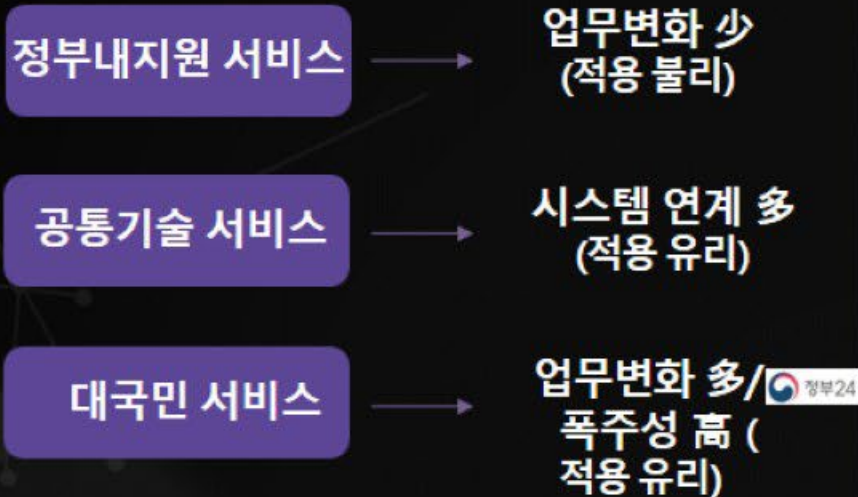 정부내지원 서비스
업무변화 少
(적용 불리)
공통기술 서비스
시스템 연계 多
(적용 유리)
대국민 서비스
업무변화 多/
정부24
폭주성 高 (
적용 유리)